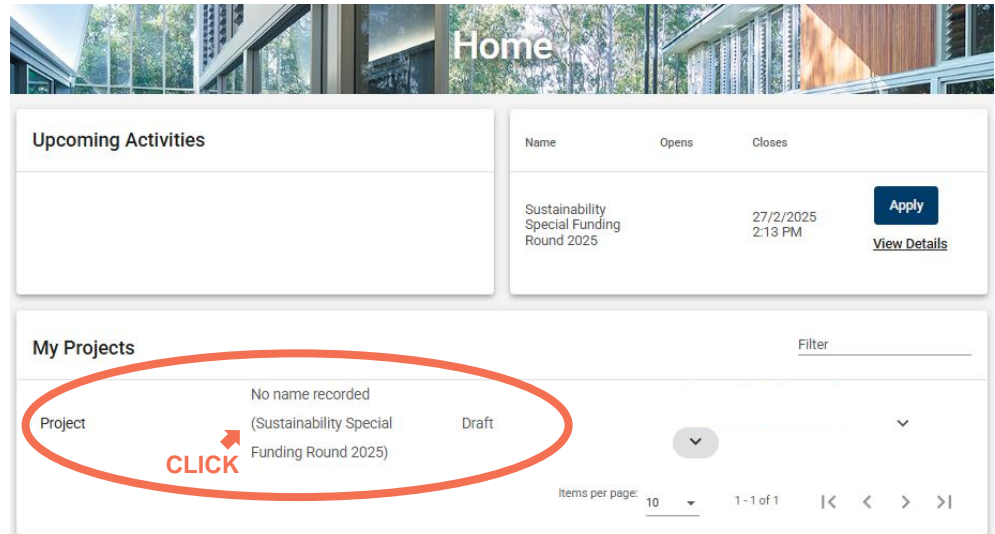 Home
Upcoming Activities
Name Opens Closes
Sustainability
Special Funding
Round 2025
27/2/2025
2:13 PM
Apply
View Details
My Projects
Filter
Project
No name recorded
(Sustainability Special
Funding Round 2025)
Draft
CLICK
Items per page: 10 1 - 1 of 1